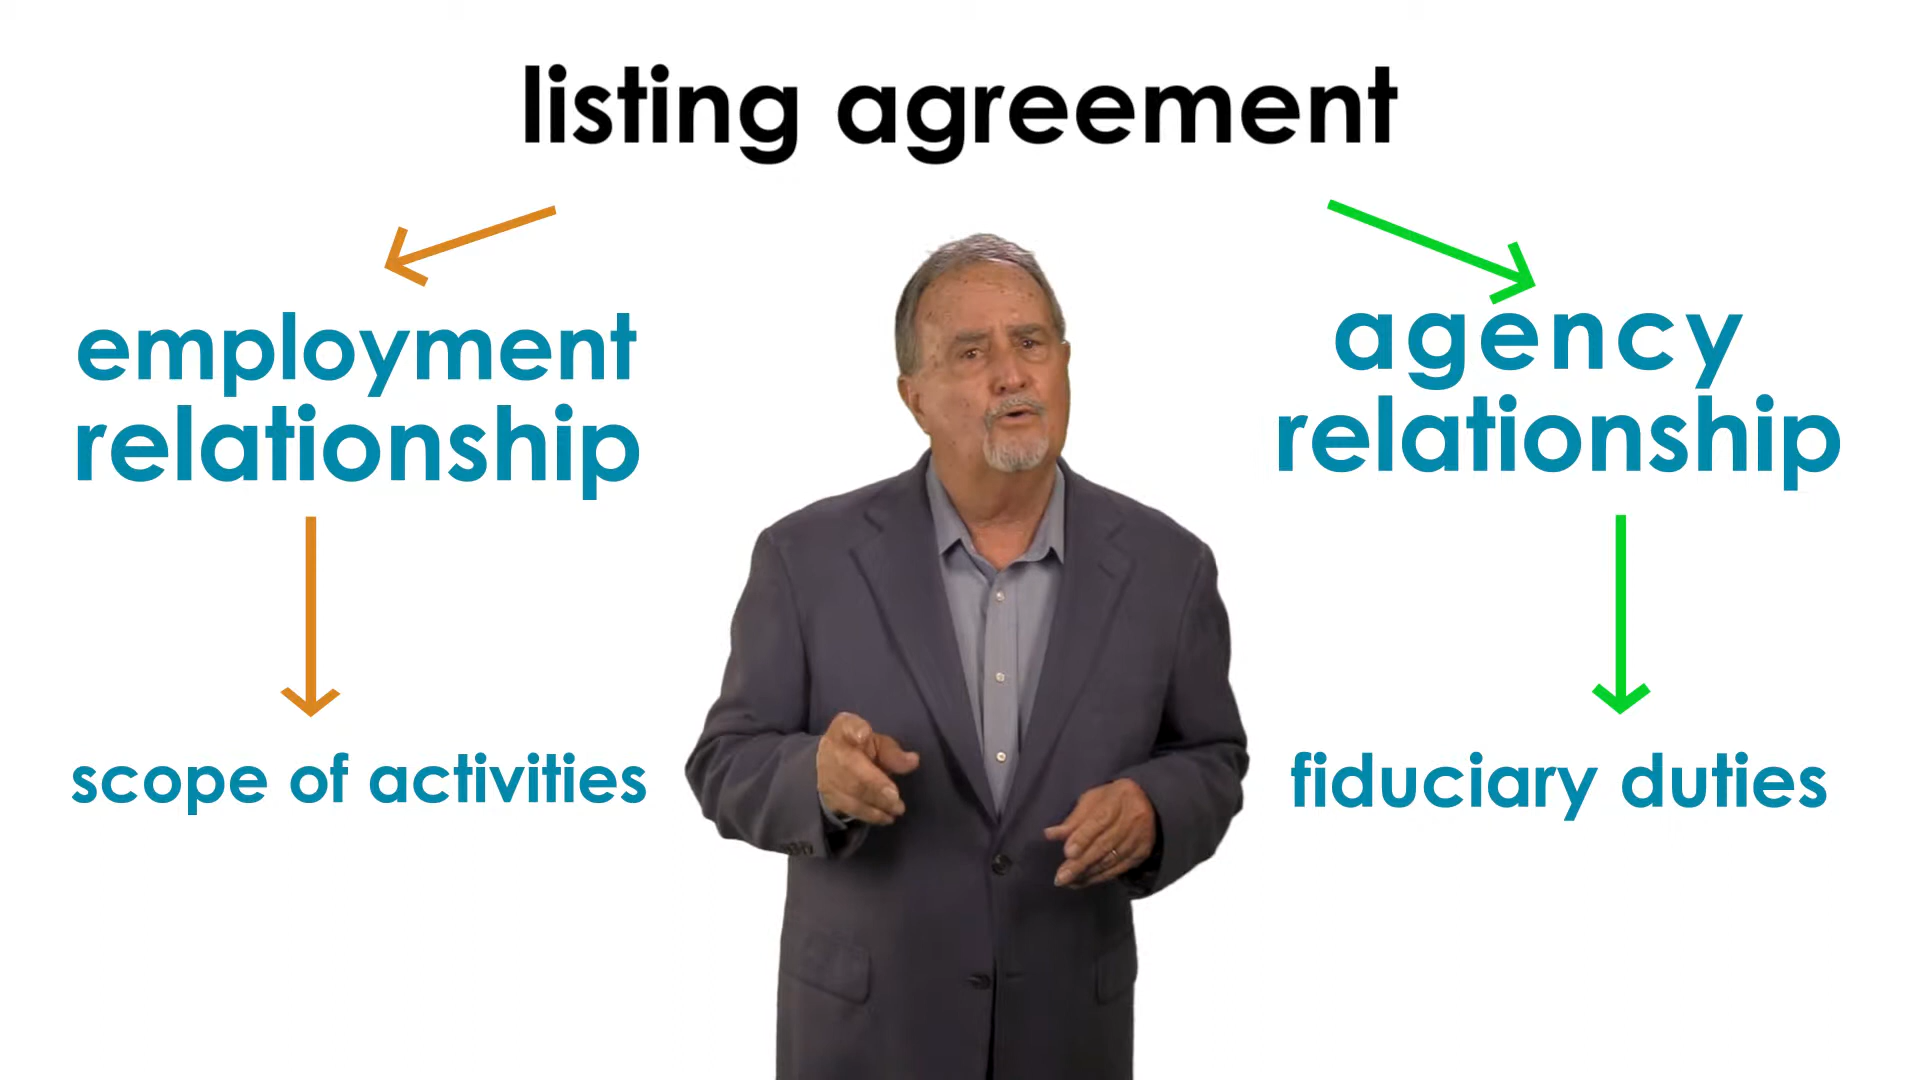 listing agreement
employment
relationship
scope of activities
agency
relationship
fiduciary duties